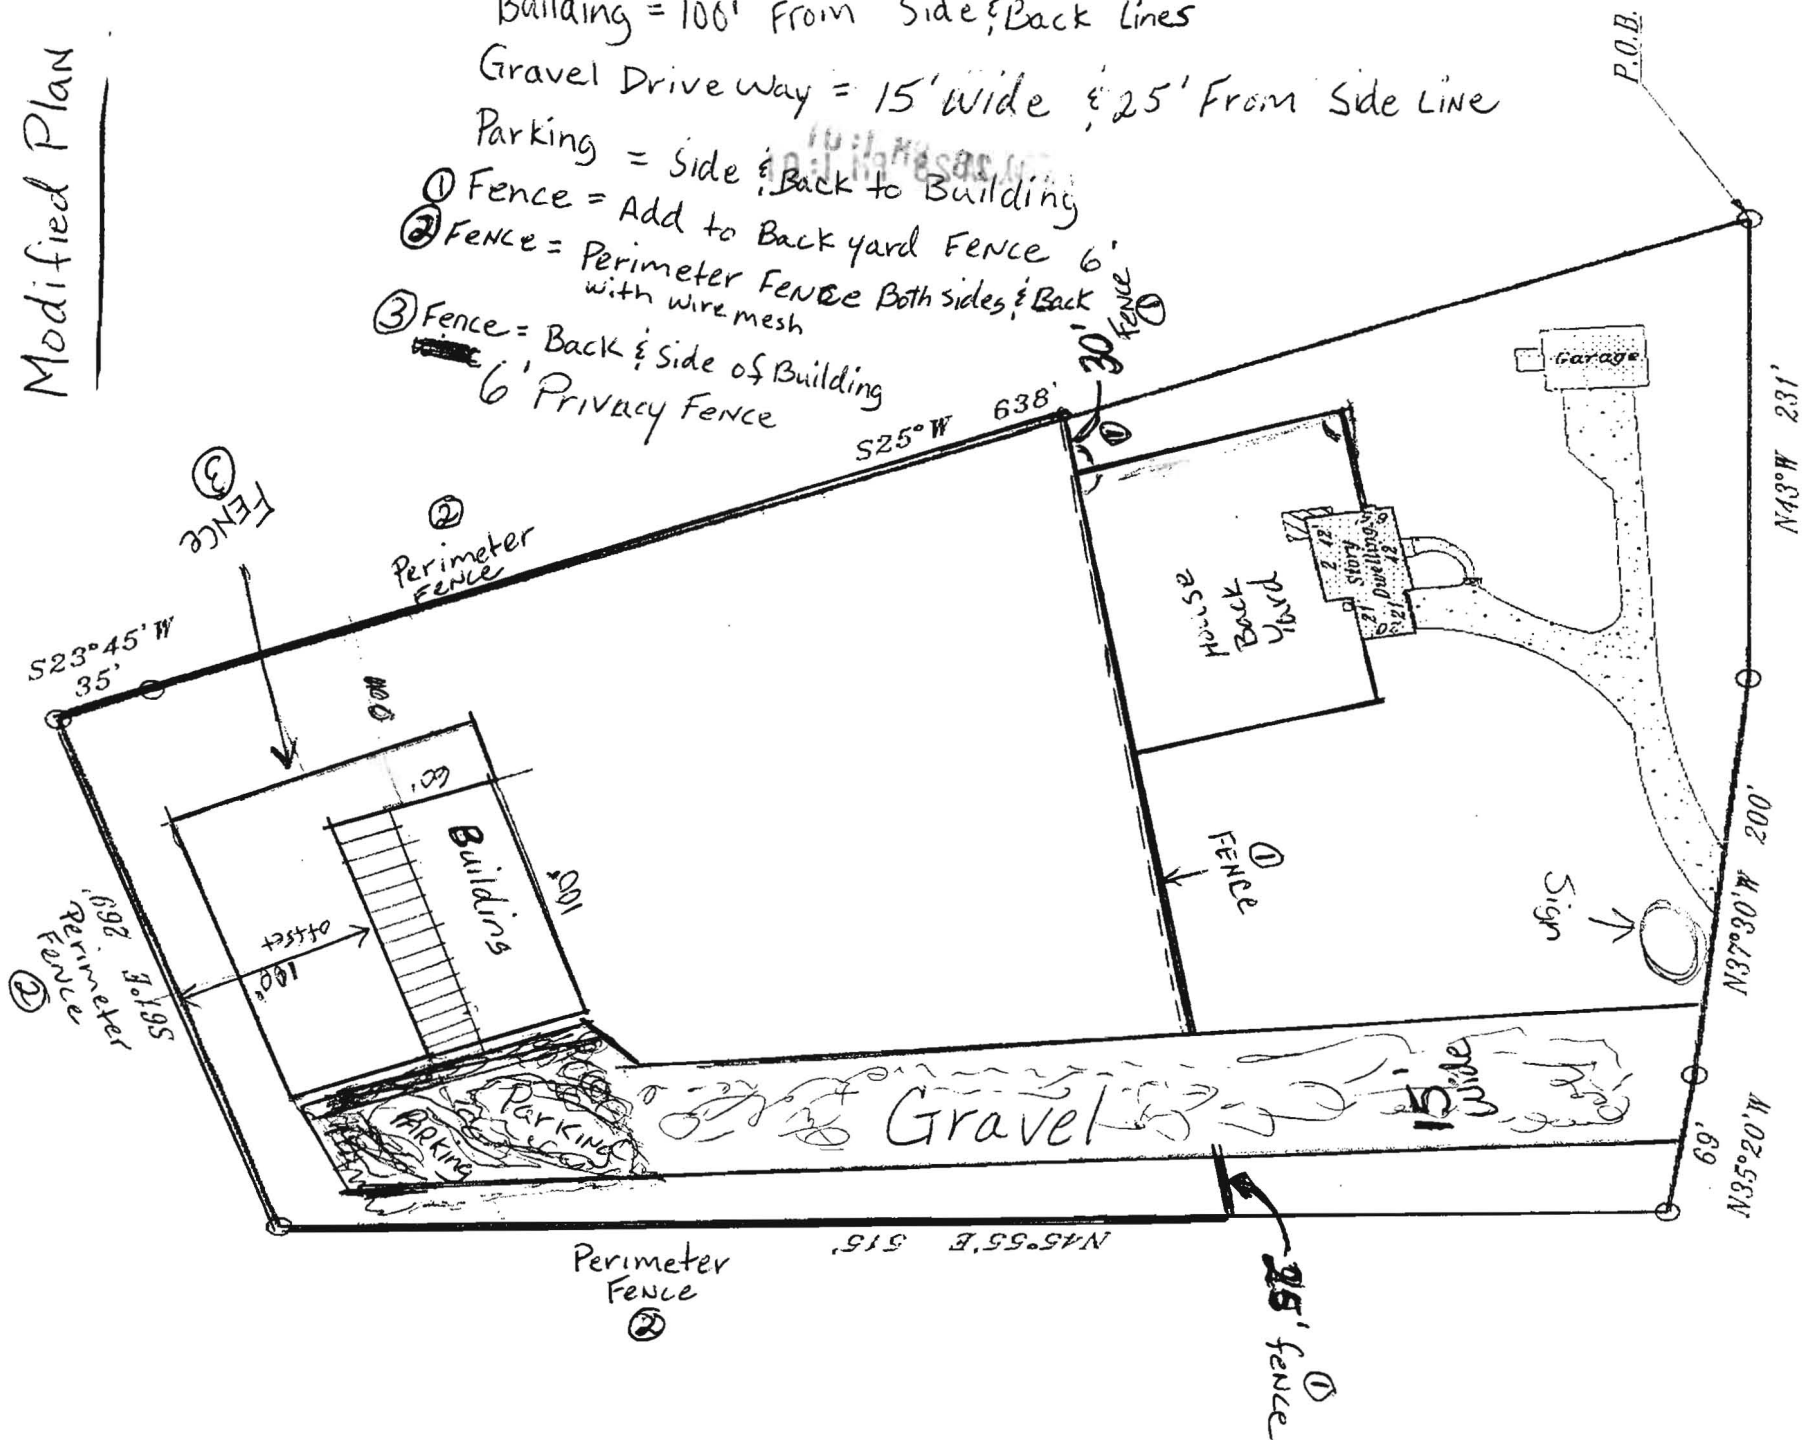 Modified Plan
Building = 100' From Side & Back Lines
Gravel Drive Way = 15' wide & 25' From Side Line
Parking = Side & Back to Building
① Fence = Add to Back yard Fence 6'
② Fence = Perimeter Fence Both sides & Back
with wire mesh
③ Fence = Back & Side of Building
6' Privacy Fence
P.O.B.
30'
Fence
①
①
S25°W 638'
Garage
N43°W 231'
③
Fence
②
Perimeter
Fence
S23°45'W
35'
House
Back
Yard
2 Story
Dwelling
12
12
21
21
60'
Building
100'
offset
100'
①
Fence
Sign
N37°30'W 200'
S61°E 269'
Perimeter
Fence
②
Parking
Parking
Gravel
15'
wide
69'
N35°20'W
N45°55'E 515'
Perimeter
Fence
②
25' fence
①